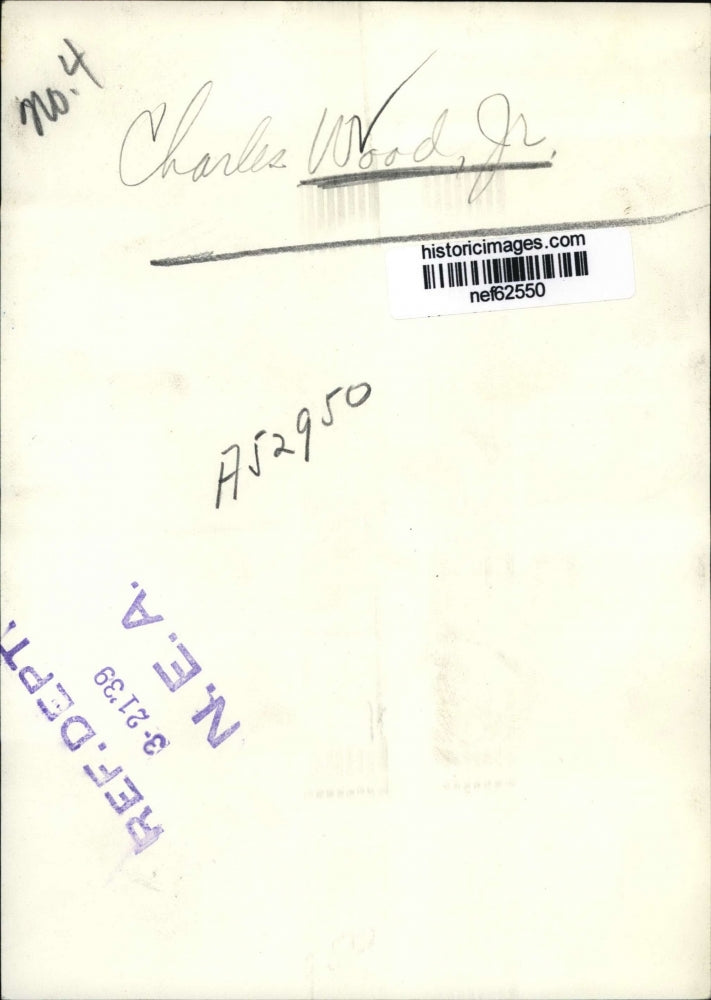 no. 4
Charles Wood, Jr.
historicimages.com
nef62550
A52950
REF. DEPT.
3-21'39
N.E.A.